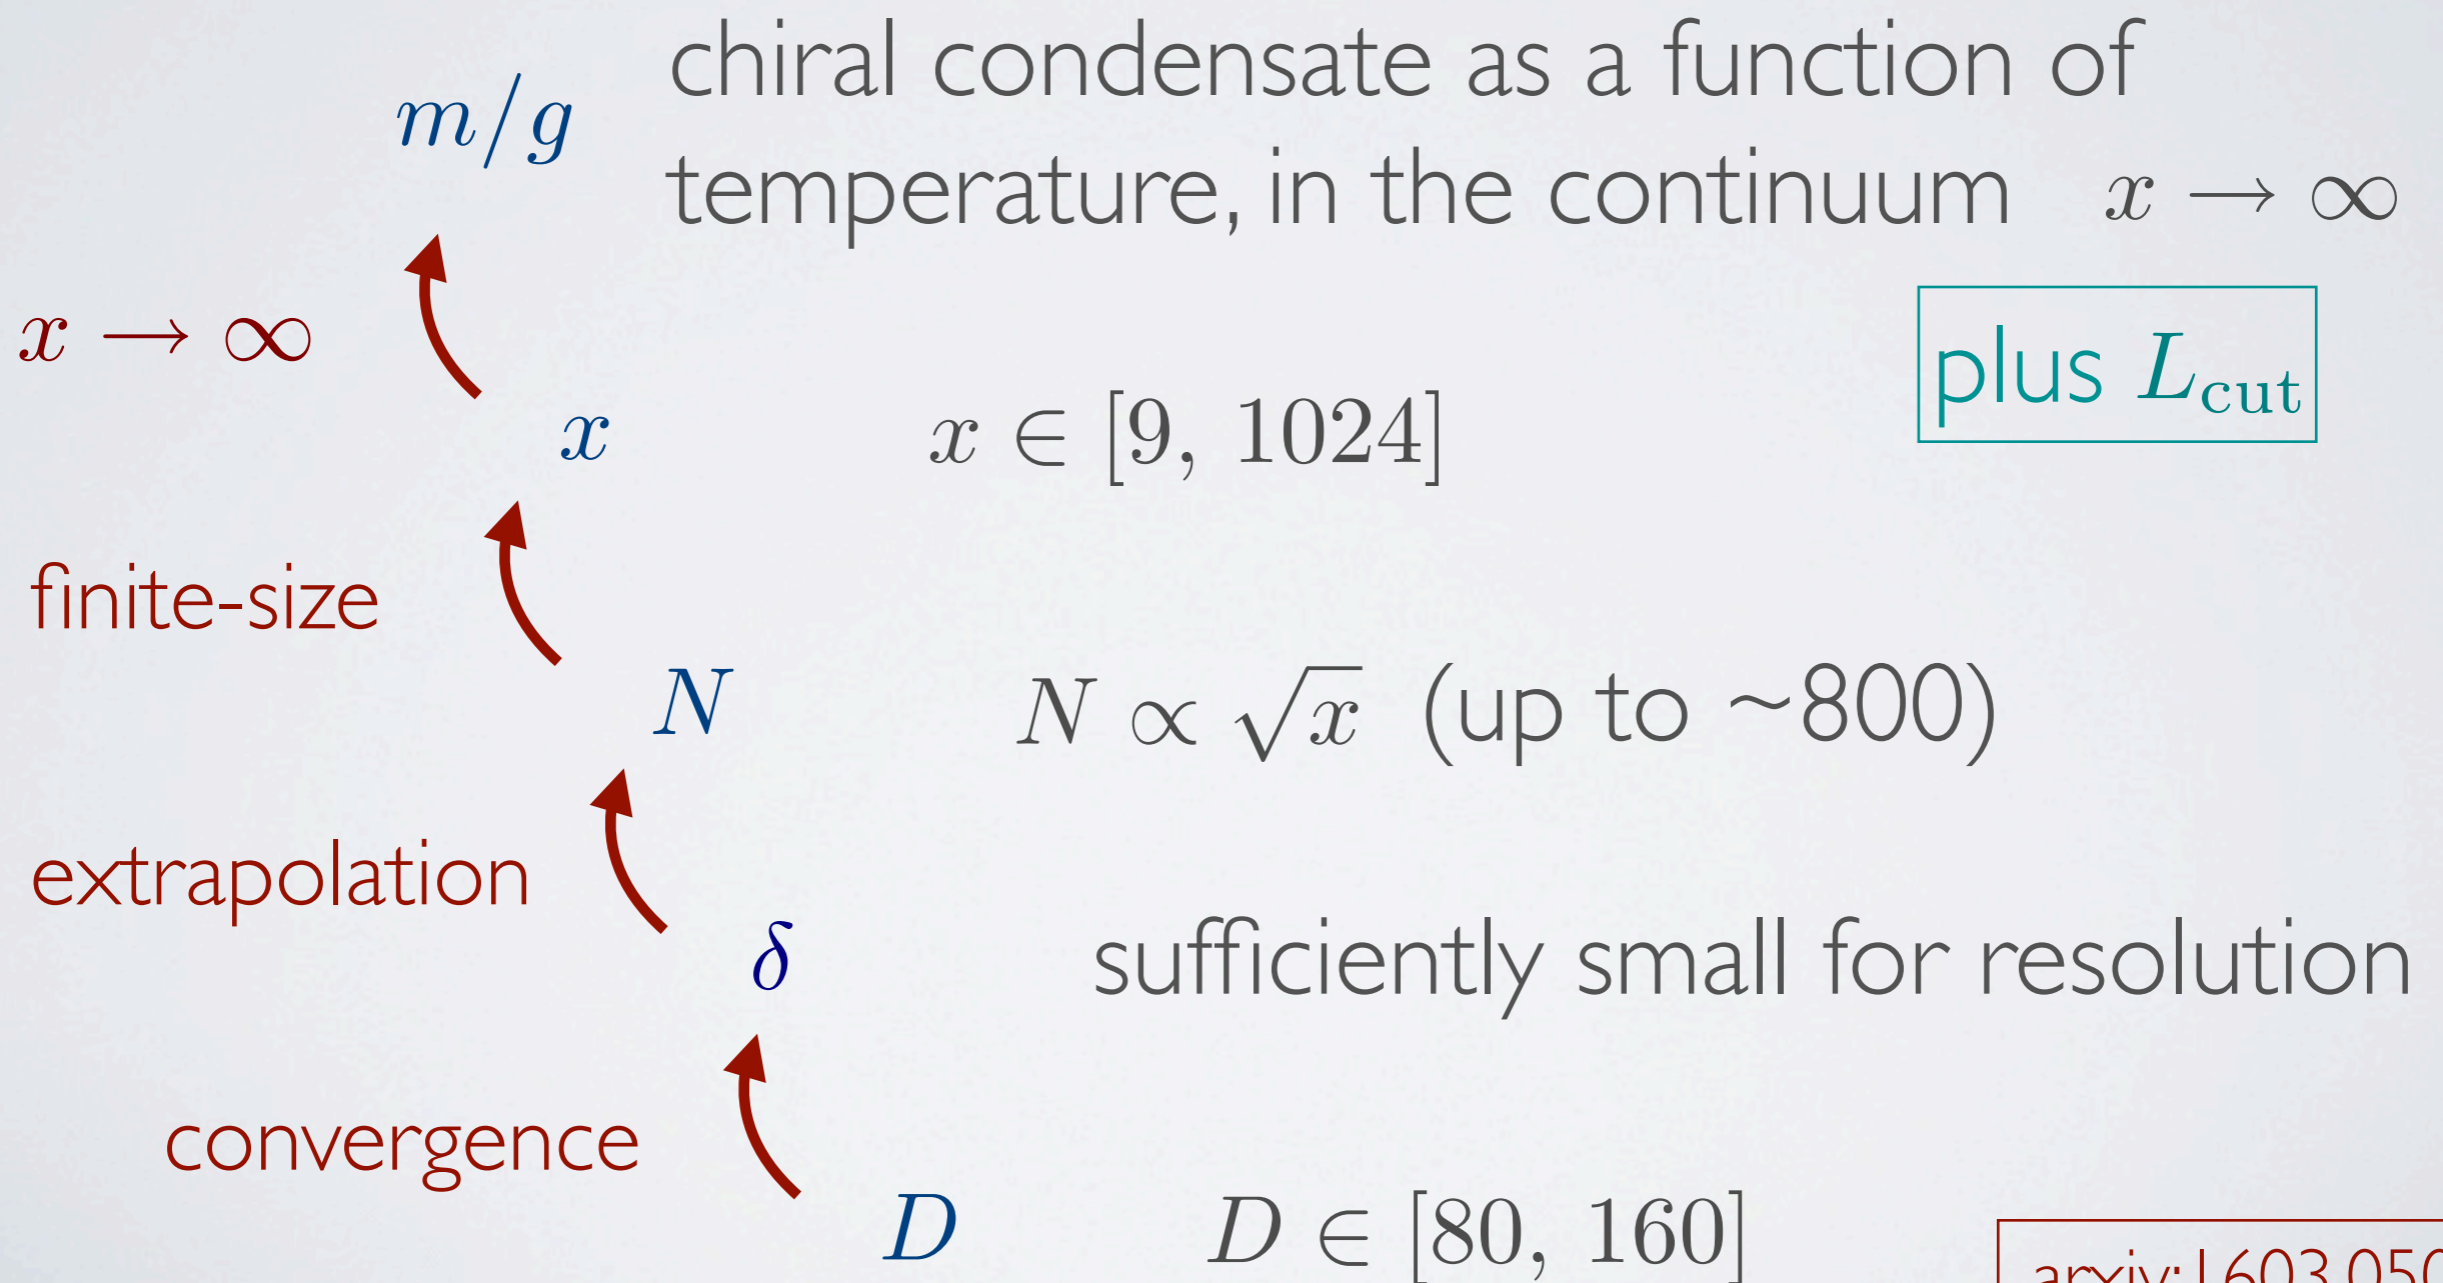 chiral condensate as a function of
m/g
temperature, in the continuum x → ∞
x → ∞
plus L_cut
x
x ∈ [9, 1024]
finite-size
N
N ∝ √x (up to ~800)
extrapolation
δ
sufficiently small for resolution
convergence
D
D ∈ [80, 160]